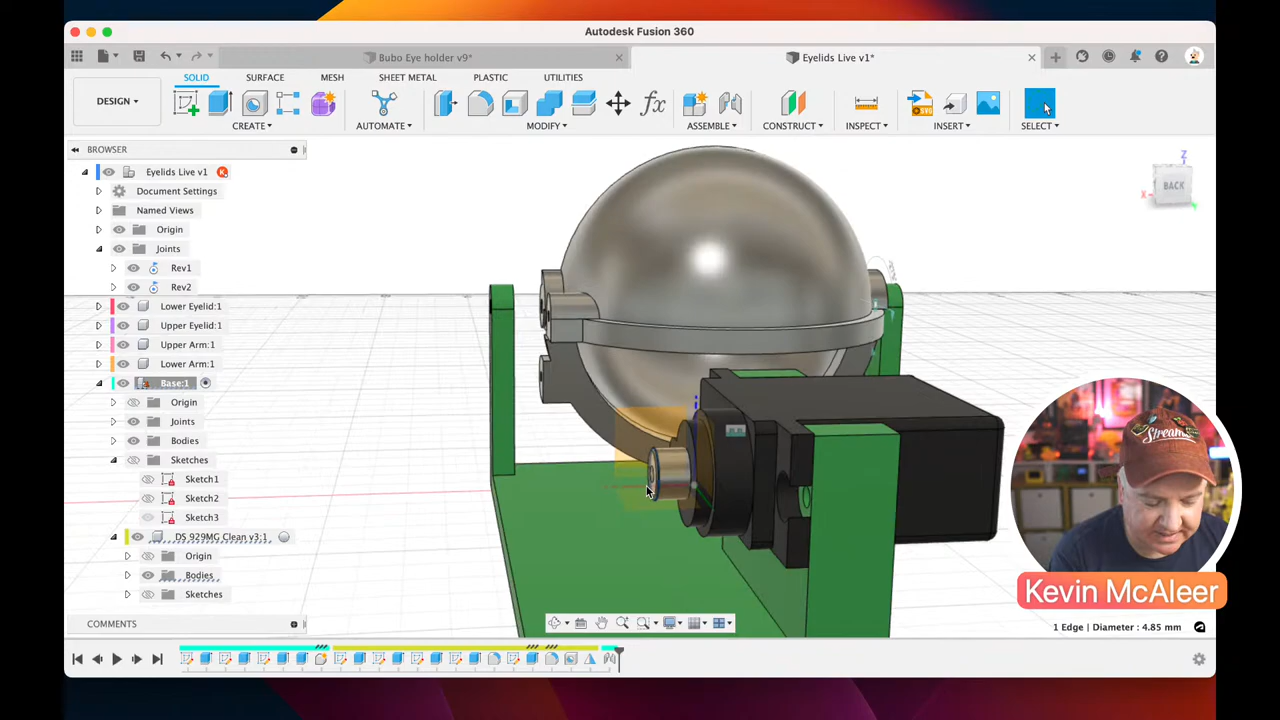 Autodesk Fusion 360
Bubo Eye holder v9*
Eyelids Live v1*
SOLID SURFACE MESH SHEET METAL PLASTIC UTILITIES
DESIGN
CREATE AUTOMATE MODIFY ASSEMBLE CONSTRUCT INSPECT INSERT SELECT
BROWSER
Eyelids Live v1
Document Settings
Named Views
Origin
Joints
Rev1
Rev2
Lower Eyelid:1
Upper Eyelid:1
Upper Arm:1
Lower Arm:1
Base:1
Origin
Joints
Bodies
Sketches
Sketch1
Sketch2
Sketch3
DS 929MG Clean v3:1
Origin
Bodies
Sketches
COMMENTS
Z
BACK
X
Streams
Kevin McAleer
1 Edge | Diameter : 4.85 mm